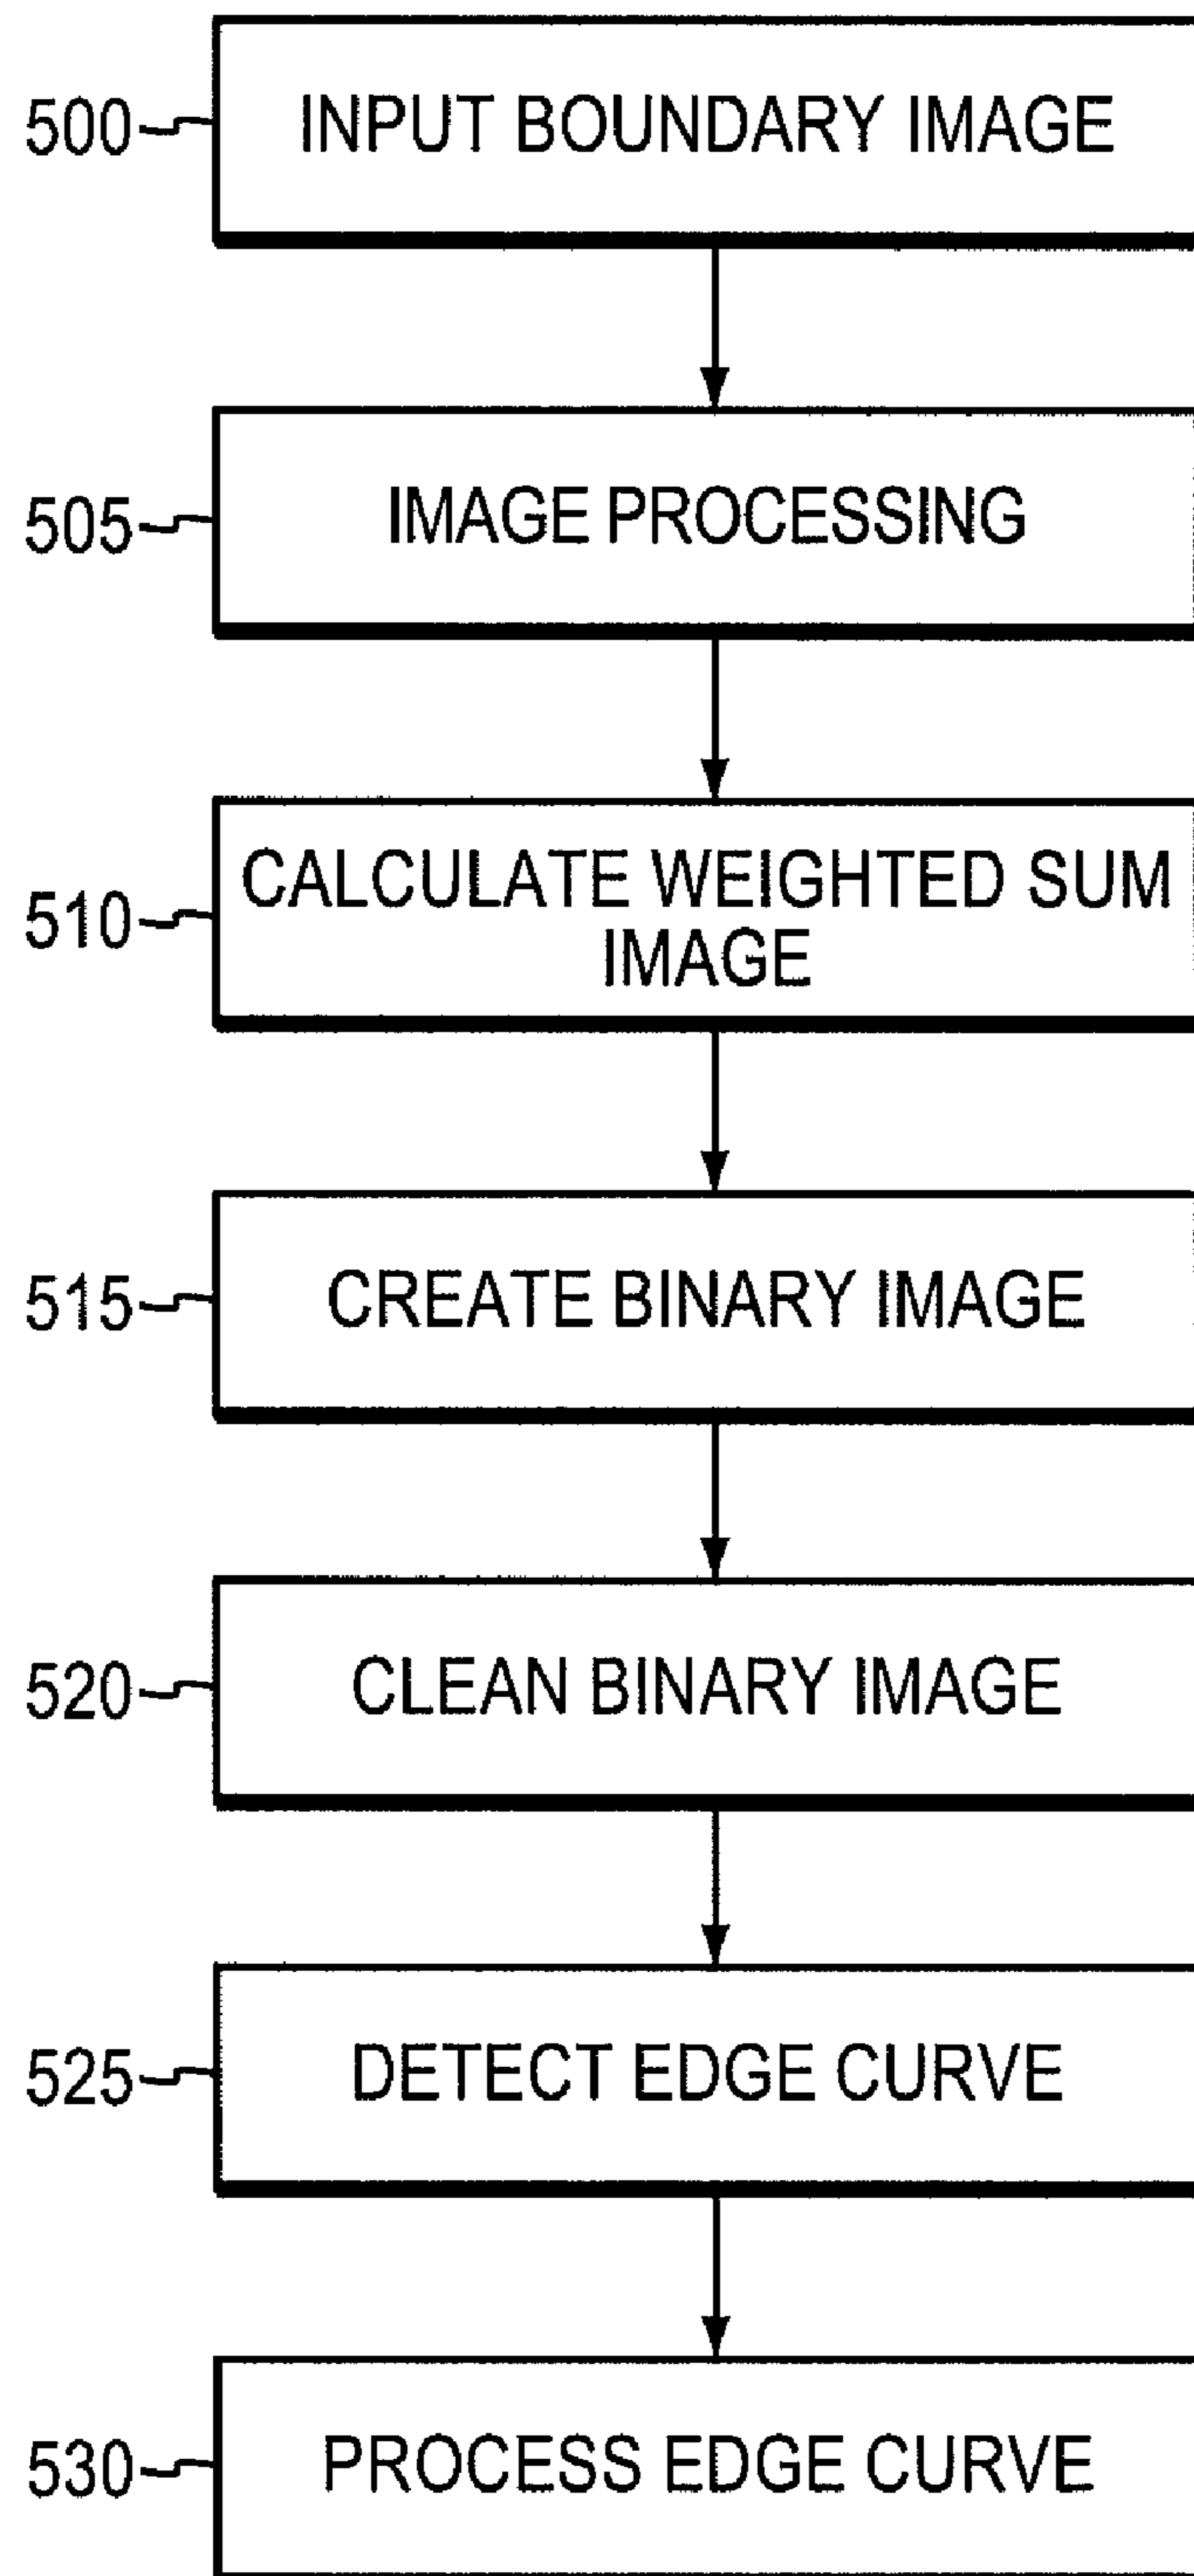 500 INPUT BOUNDARY IMAGE
505 IMAGE PROCESSING
510 CALCULATE WEIGHTED SUM
IMAGE
515 CREATE BINARY IMAGE
520 CLEAN BINARY IMAGE
525 DETECT EDGE CURVE
530 PROCESS EDGE CURVE